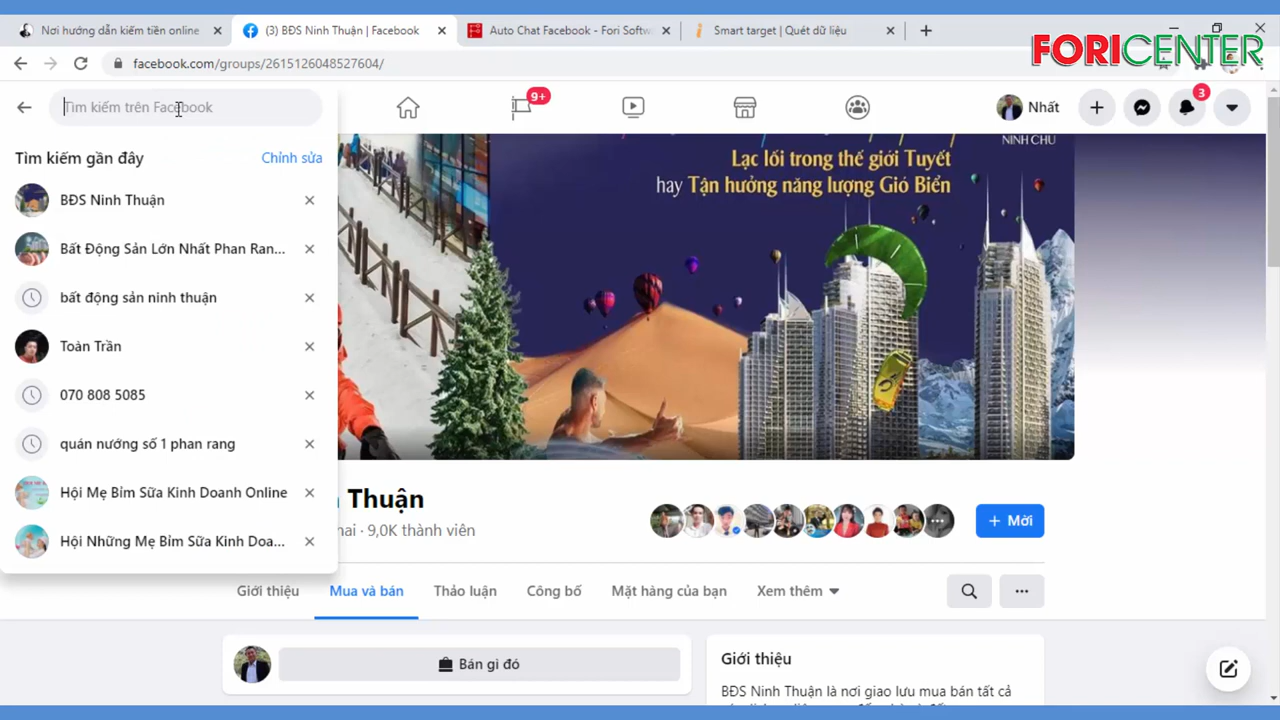 Nơi hướng dẫn kiếm tiền online
(3) BĐS Ninh Thuận | Facebook
Auto Chat Facebook - Fori Softw
Smart target | Quét dữ liệu
FORICENTER
facebook.com/groups/2615126048527604/
Tìm kiếm trên Facebook
9+
Nhất
3
Tìm kiếm gần đây
Chỉnh sửa
BĐS Ninh Thuận
Bất Động Sản Lớn Nhất Phan Ran...
bất động sản ninh thuận
Toàn Trần
070 808 5085
quán nướng số 1 phan rang
Hội Mẹ Bỉm Sữa Kinh Doanh Online
Hội Những Mẹ Bỉm Sữa Kinh Doa...
NINH CHỮ
Lạc lối trong thế giới Tuyết
hay Tận hưởng năng lượng Gió Biển
Thuận
hai · 9,0K thành viên
+ Mời
Giới thiệu
Mua và bán
Thảo luận
Công bố
Mặt hàng của bạn
Xem thêm
Bán gì đó
Giới thiệu
BĐS Ninh Thuận là nơi giao lưu mua bán tất cả